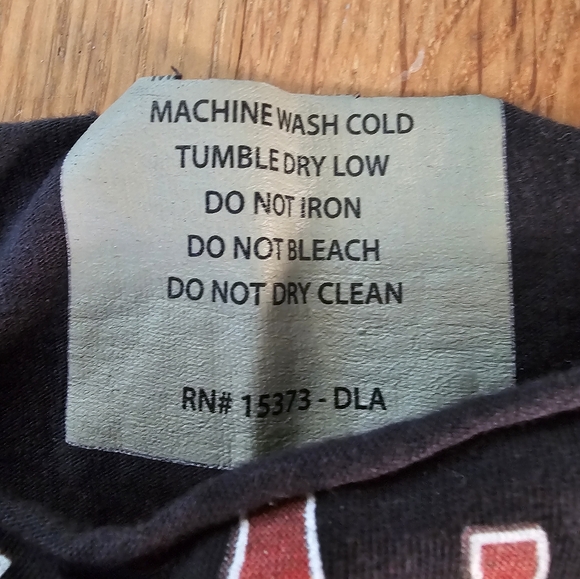 MACHINE WASH COLD
TUMBLE DRY LOW
DO NOT IRON
DO NOT BLEACH
DO NOT DRY CLEAN
RN# 15373 - DLA